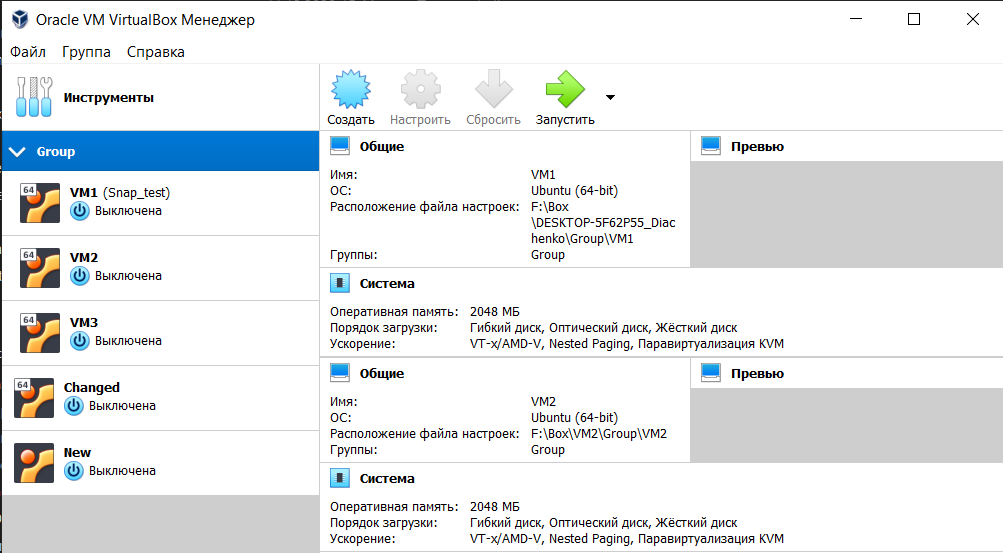 Oracle VM VirtualBox Менеджер
Файл Группа Справка
Инструменты
Создать Настроить Сбросить Запустить
Group
64 VM1 (Snap_test)
Выключена
64 VM2
Выключена
64 VM3
Выключена
64 Changed
Выключена
New
Выключена
Общие
Имя: VM1
ОС: Ubuntu (64-bit)
Расположение файла настроек: F:\Box
\DESKTOP-5F62P55_Diac
henko\Group\VM1
Группы: Group
Превью
Система
Оперативная память: 2048 МБ
Порядок загрузки: Гибкий диск, Оптический диск, Жёсткий диск
Ускорение: VT-x/AMD-V, Nested Paging, Паравиртуализация KVM
Общие
Имя: VM2
ОС: Ubuntu (64-bit)
Расположение файла настроек: F:\Box\VM2\Group\VM2
Группы: Group
Превью
Система
Оперативная память: 2048 МБ
Порядок загрузки: Гибкий диск, Оптический диск, Жёсткий диск
Ускорение: VT-x/AMD-V, Nested Paging, Паравиртуализация KVM